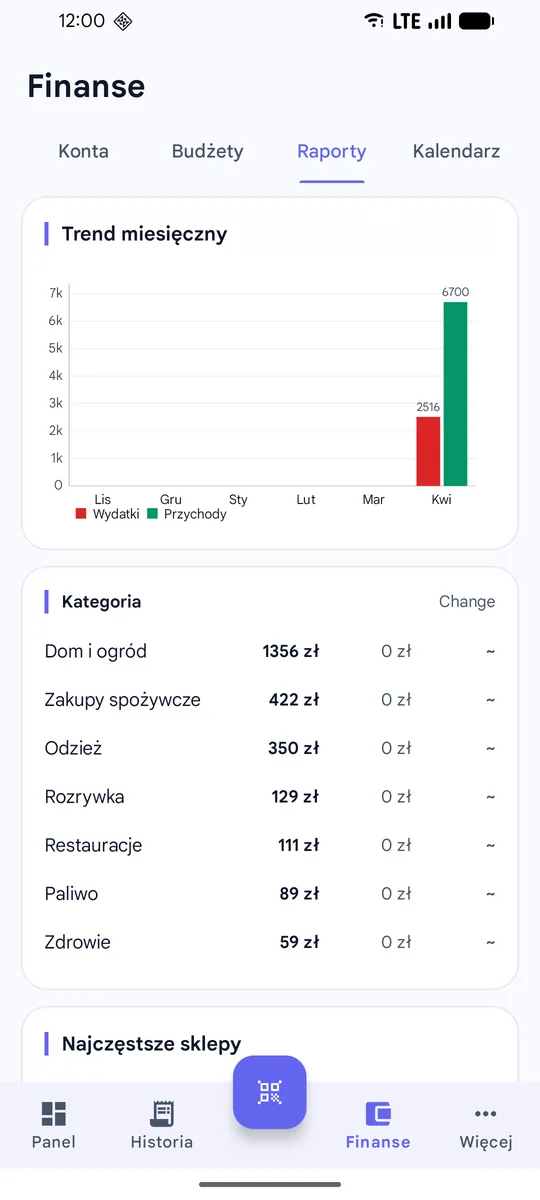 12:00 LTE
Finanse
Konta Budżety Raporty Kalendarz
Trend miesięczny
7k
6700
6k
5k
4k
3k
2516
2k
1k
0
Lis Gru Sty Lut Mar Kwi
Wydatki Przychody
Kategoria Change
Dom i ogród 1356 zł 0 zł ~
Zakupy spożywcze 422 zł 0 zł ~
Odzież 350 zł 0 zł ~
Rozrywka 129 zł 0 zł ~
Restauracje 111 zł 0 zł ~
Paliwo 89 zł 0 zł ~
Zdrowie 59 zł 0 zł ~
Najczęstsze sklepy
Panel Historia Finanse Więcej